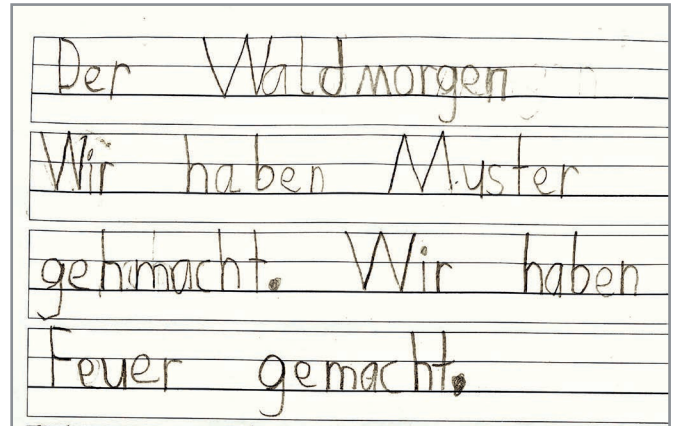 Der Waldmorgen
Wir haben Muster
gehmacht. Wir haben
Feuer gemacht.